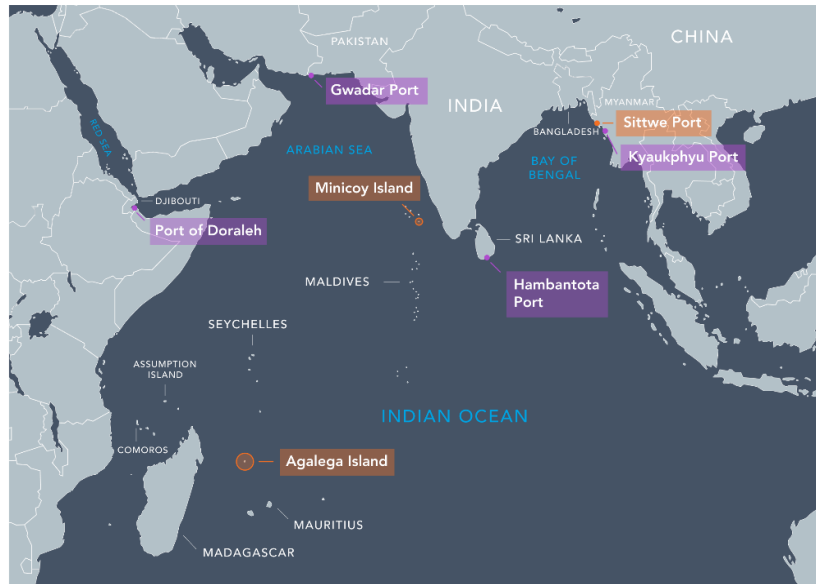 PAKISTAN
CHINA
Gwadar Port
INDIA
MYANMAR
Sittwe Port
BANGLADESH
RED SEA
ARABIAN SEA
BAY OF
BENGAL
Kyaukphyu Port
Minicoy Island
DJIBOUTI
Port of Doraleh
SRI LANKA
MALDIVES
Hambantota
Port
SEYCHELLES
ASSUMPTION
ISLAND
INDIAN OCEAN
COMOROS
Agalega Island
MAURITIUS
MADAGASCAR